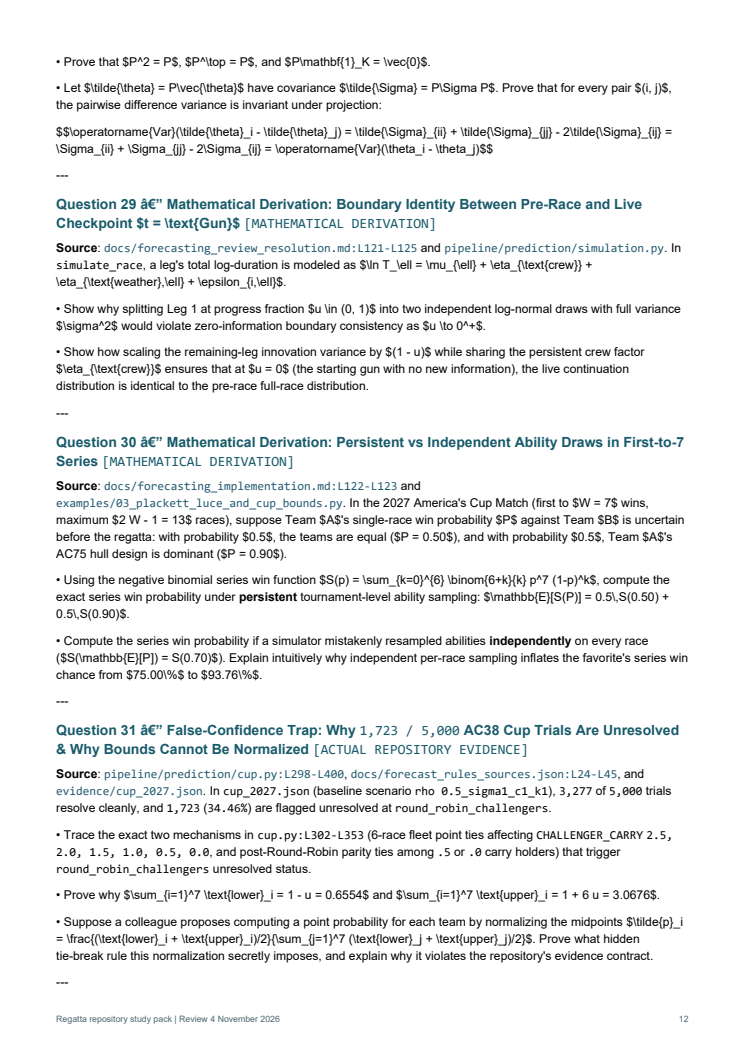 • Prove that $P^2 = P$, $P^\top = P$, and $P\mathbf{1}_K = \vec{0}$.
• Let $\tilde{\theta} = P\vec{\theta}$ have covariance $\tilde{\Sigma} = P\Sigma P$. Prove that for every pair $(i, j)$,
the pairwise difference variance is invariant under projection:
$$\operatorname{Var}(\tilde{\theta}_i - \tilde{\theta}_j) = \tilde{\Sigma}_{ii} + \tilde{\Sigma}_{jj} - 2\tilde{\Sigma}_{ij} =
\Sigma_{ii} + \Sigma_{jj} - 2\Sigma_{ij} = \operatorname{Var}(\theta_i - \theta_j)$$
---
Question 29 â€” Mathematical Derivation: Boundary Identity Between Pre-Race and Live
Checkpoint $t = \text{Gun}$ [MATHEMATICAL DERIVATION]
Source: docs/forecasting_review_resolution.md:L121-L125 and pipeline/prediction/simulation.py. In
simulate_race, a leg's total log-duration is modeled as $\ln T_\ell = \mu_{\ell} + \eta_{\text{crew}} +
\eta_{\text{weather},\ell} + \epsilon_{i,\ell}$.
• Show why splitting Leg 1 at progress fraction $u \in (0, 1)$ into two independent log-normal draws with full variance
$\sigma^2$ would violate zero-information boundary consistency as $u \to 0^+$.
• Show how scaling the remaining-leg innovation variance by $(1 - u)$ while sharing the persistent crew factor
$\eta_{\text{crew}}$ ensures that at $u = 0$ (the starting gun with no new information), the live continuation
distribution is identical to the pre-race full-race distribution.
---
Question 30 â€” Mathematical Derivation: Persistent vs Independent Ability Draws in First-to-7
Series [MATHEMATICAL DERIVATION]
Source: docs/forecasting_implementation.md:L122-L123 and
examples/03_plackett_luce_and_cup_bounds.py. In the 2027 America's Cup Match (first to $W = 7$ wins,
maximum $2 W - 1 = 13$ races), suppose Team $A$'s single-race win probability $P$ against Team $B$ is uncertain
before the regatta: with probability $0.5$, the teams are equal ($P = 0.50$), and with probability $0.5$, Team $A$'s
AC75 hull design is dominant ($P = 0.90$).
• Using the negative binomial series win function $S(p) = \sum_{k=0}^{6} \binom{6+k}{k} p^7 (1-p)^k$, compute the
exact series win probability under persistent tournament-level ability sampling: $\mathbb{E}[S(P)] = 0.5\,S(0.50) +
0.5\,S(0.90)$.
• Compute the series win probability if a simulator mistakenly resampled abilities independently on every race
($S(\mathbb{E}[P]) = S(0.70)$). Explain intuitively why independent per-race sampling inflates the favorite's series win
chance from $75.00\%$ to $93.76\%$.
---
Question 31 â€” False-Confidence Trap: Why 1,723 / 5,000 AC38 Cup Trials Are Unresolved
& Why Bounds Cannot Be Normalized [ACTUAL REPOSITORY EVIDENCE]
Source: pipeline/prediction/cup.py:L298-L400, docs/forecast_rules_sources.json:L24-L45, and
evidence/cup_2027.json. In cup_2027.json (baseline scenario rho 0.5_sigma1_c1_k1), 3,277 of 5,000 trials
resolve cleanly, and 1,723 (34.46%) are flagged unresolved at round_robin_challengers.
• Trace the exact two mechanisms in cup.py:L302-L353 (6-race fleet point ties affecting CHALLENGER_CARRY 2.5,
2.0, 1.5, 1.0, 0.5, 0.0, and post-Round-Robin parity ties among .5 or .0 carry holders) that trigger
round_robin_challengers unresolved status.
• Prove why $\sum_{i=1}^7 \text{lower}_i = 1 - u = 0.6554$ and $\sum_{i=1}^7 \text{upper}_i = 1 + 6 u = 3.0676$.
• Suppose a colleague proposes computing a point probability for each team by normalizing the midpoints $\tilde{p}_i
= \frac{(\text{lower}_i + \text{upper}_i)/2}{\sum_{j=1}^7 (\text{lower}_j + \text{upper}_j)/2}$. Prove what hidden
tie-break rule this normalization secretly imposes, and explain why it violates the repository's evidence contract.
---
Regatta repository study pack | Review 4 November 2026
12